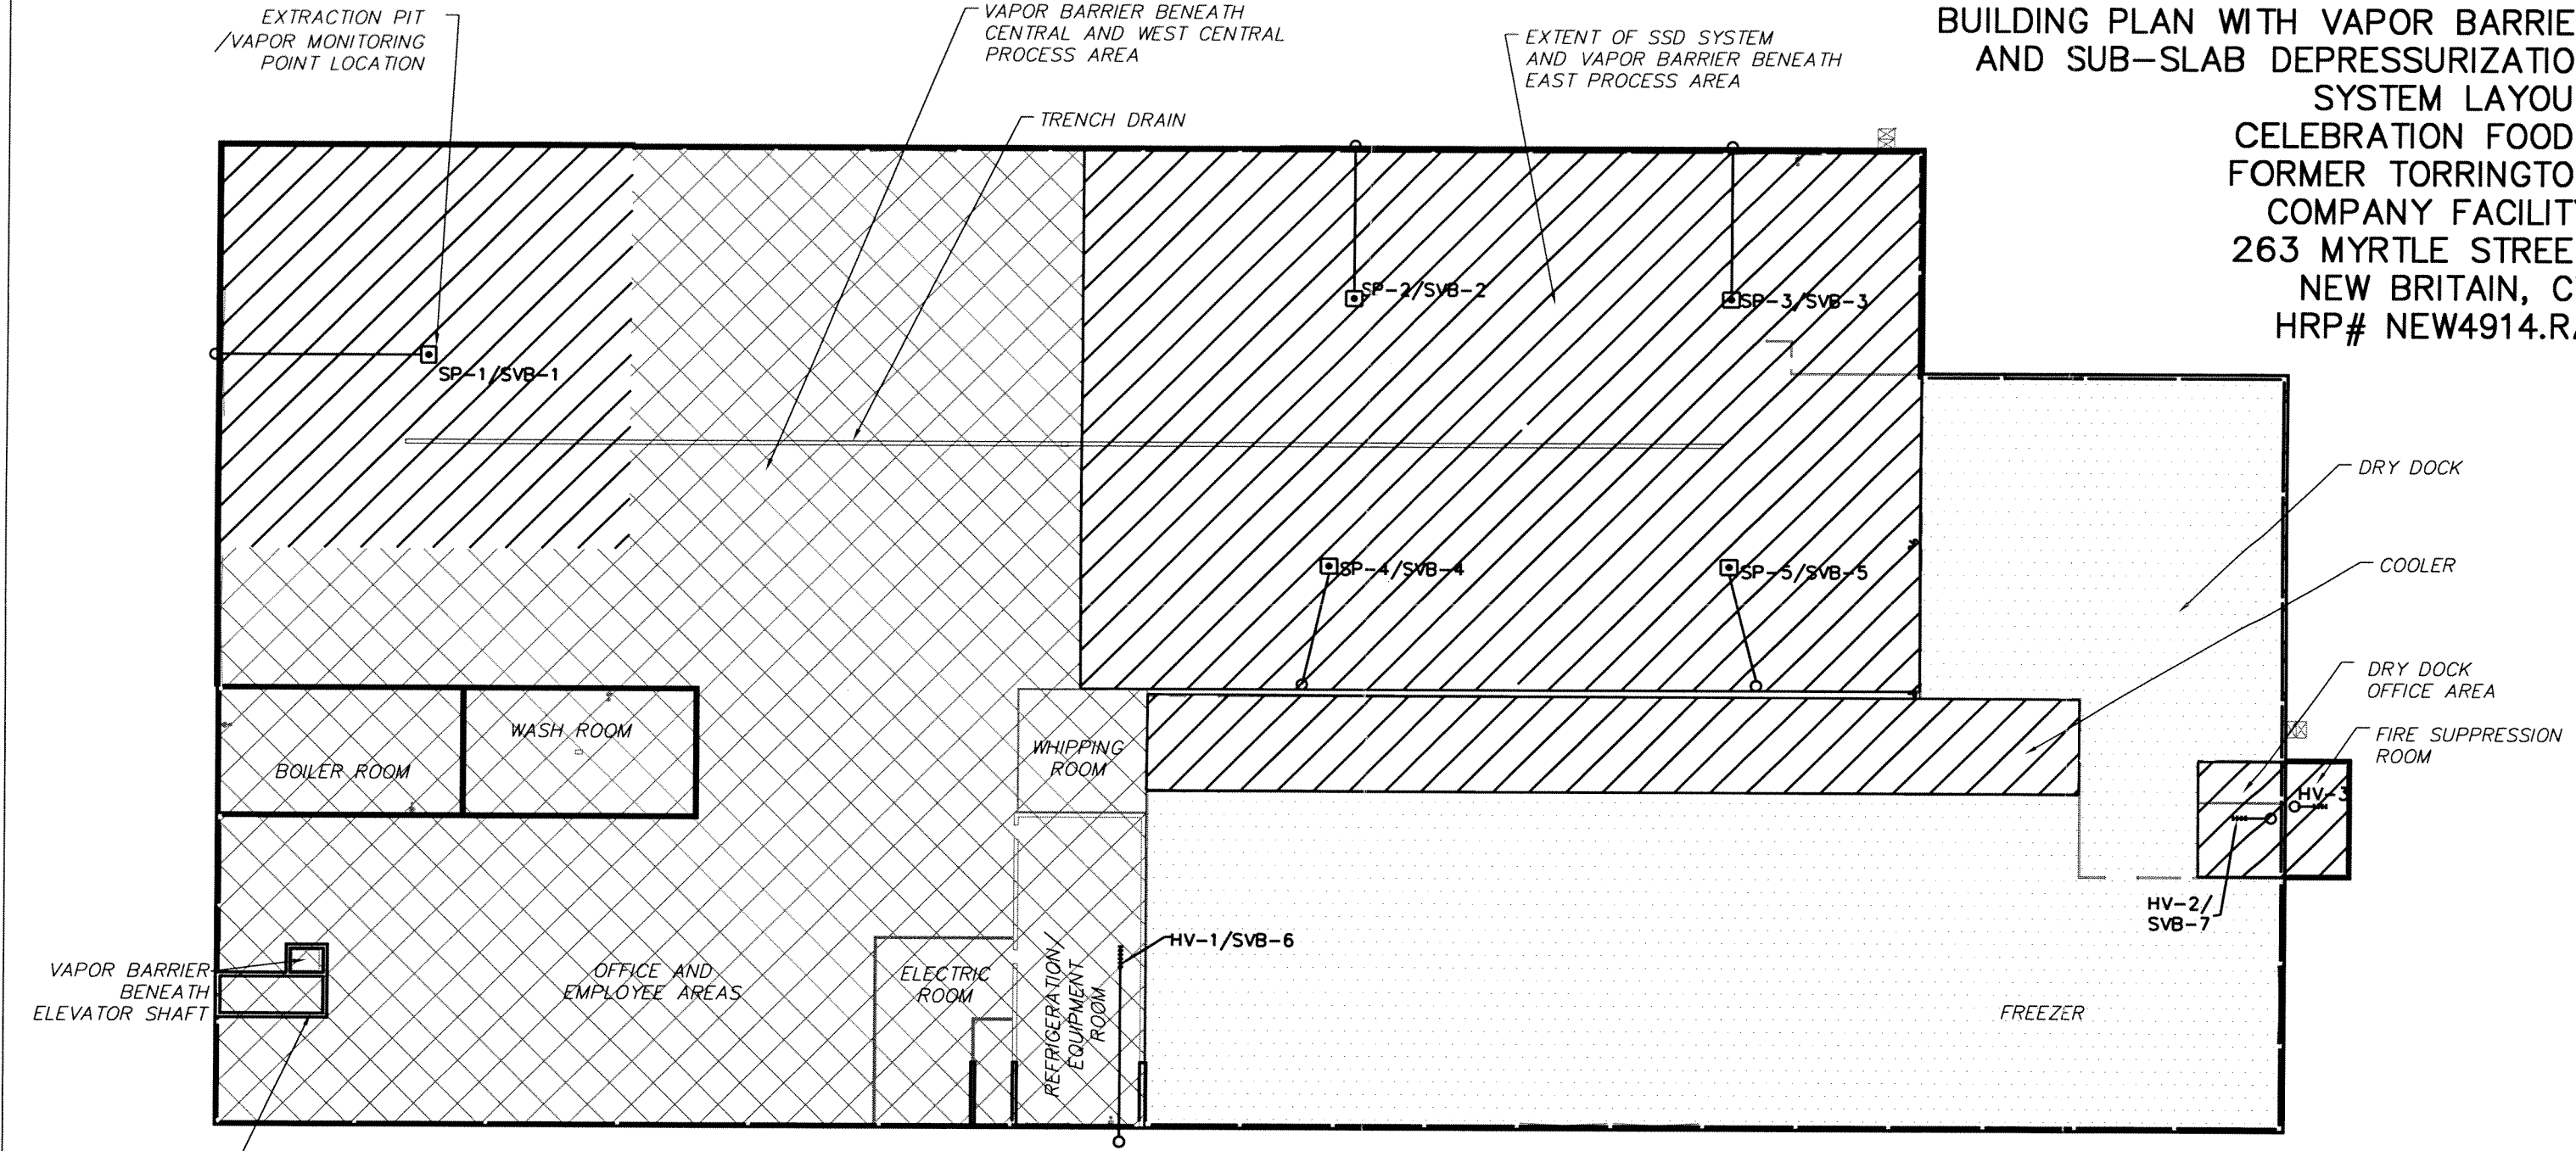 EXTRACTION PIT
/VAPOR MONITORING
POINT LOCATION
VAPOR BARRIER BENEATH
CENTRAL AND WEST CENTRAL
PROCESS AREA
TRENCH DRAIN
EXTENT OF SSD SYSTEM
AND VAPOR BARRIER BENEATH
EAST PROCESS AREA
BUILDING PLAN WITH VAPOR BARRIE
AND SUB-SLAB DEPRESSURIZATIO
SYSTEM LAYOU
CELEBRATION FOOD
FORMER TORRINGTO
COMPANY FACILIT
263 MYRTLE STREE
NEW BRITAIN, C
HRP# NEW4914.RA
SP-1/SVB-1
SP-2/SVB-2
SP-3/SVB-3
SP-4/SVB-4
SP-5/SVB-5
DRY DOCK
COOLER
DRY DOCK
OFFICE AREA
FIRE SUPPRESSION
ROOM
HV-3
HV-2/
SVB-7
WASH ROOM
BOILER ROOM
WHIPPING
ROOM
HV-1/SVB-6
VAPOR BARRIER
BENEATH
ELEVATOR SHAFT
OFFICE AND
EMPLOYEE AREAS
ELECTRIC
ROOM
REFRIGERATION/
EQUIPMENT
ROOM
FREEZER